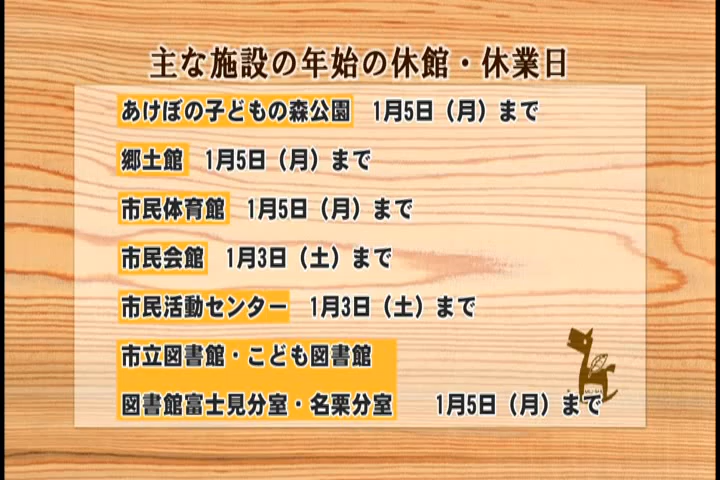 主な施設の年始の休館・休業日
あけぼの子どもの森公園　1月5日（月）まで
郷土館　1月5日（月）まで
市民体育館　1月5日（月）まで
市民会館　1月3日（土）まで
市民活動センター　1月3日（土）まで
市立図書館・こども図書館
図書館富士見分室・名栗分室　1月5日（月）まで